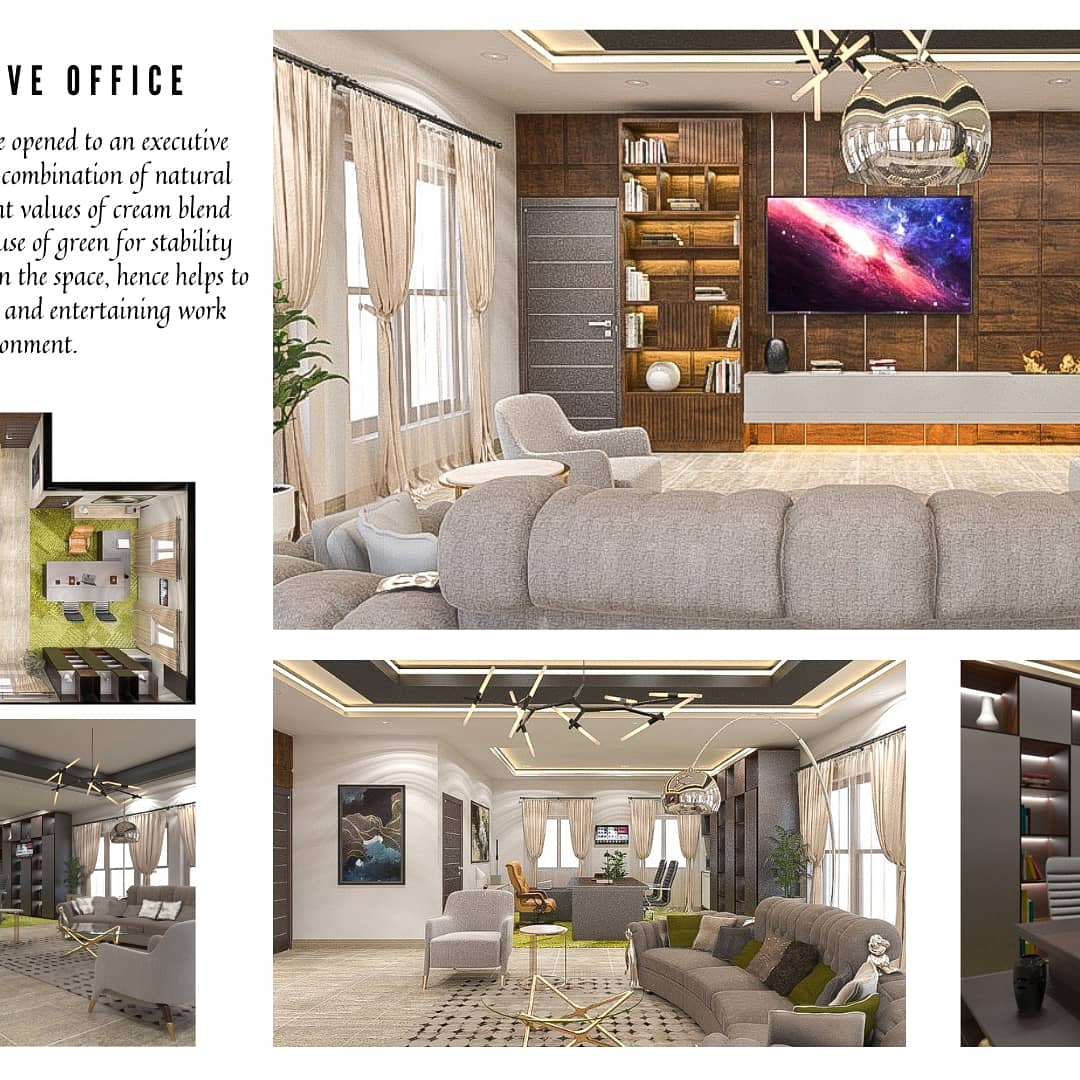 VE OFFICE
e opened to an executive
combination of natural
nt values of cream blend
use of green for stability
n the space, hence helps to
and entertaining work
onment.